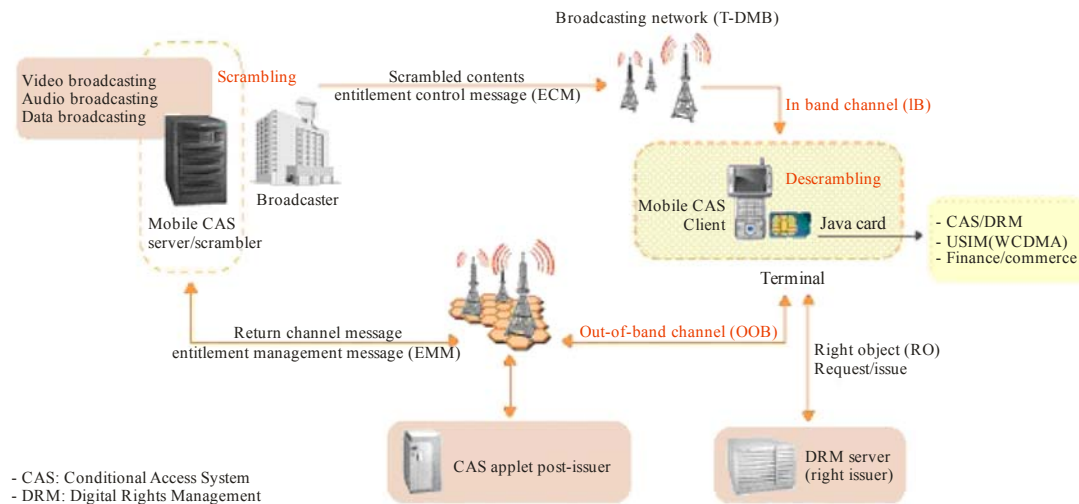 Broadcasting network (T-DMB)
Video broadcasting
Audio broadcasting
Data broadcasting
Scrambling
Scrambled contents
entitlement control message (ECM)
In band channel (IB)
Broadcaster
Mobile CAS
server/scrambler
Descrambling
Mobile CAS
Client
Java card
- CAS/DRM
- USIM(WCDMA)
- Finance/commerce
Terminal
Return channel message
entitlement management message (EMM)
Out-of-band channel (OOB)
Right object (RO)
Request/issue
CAS applet post-issuer
DRM server
(right issuer)
- CAS: Conditional Access System
- DRM: Digital Rights Management